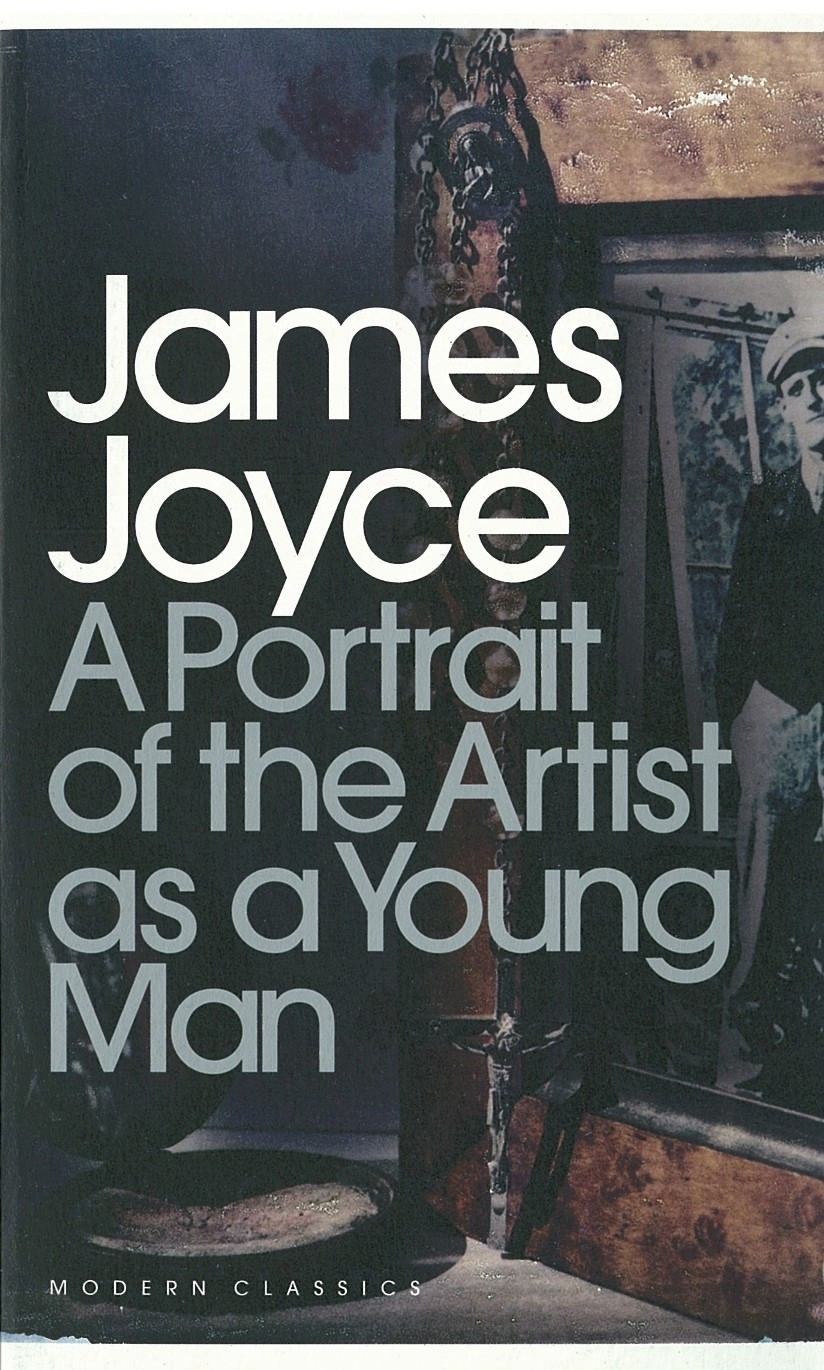 James
Joyce
A Portrait
of the Artist
as a Young
Man
MODERN CLASSICS